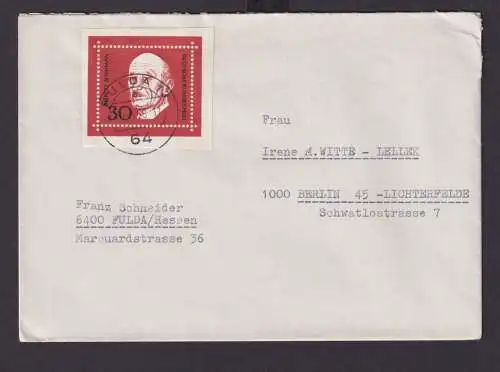 FULDA
30
64
Frau
Irene d.WITTE - LELLEK
1000 BERLIN 45 -LICHTERFELDE
Schwatlostrasse 7
Franz Schneider
6400 FULDA/Hessen
Marquardstrasse 36